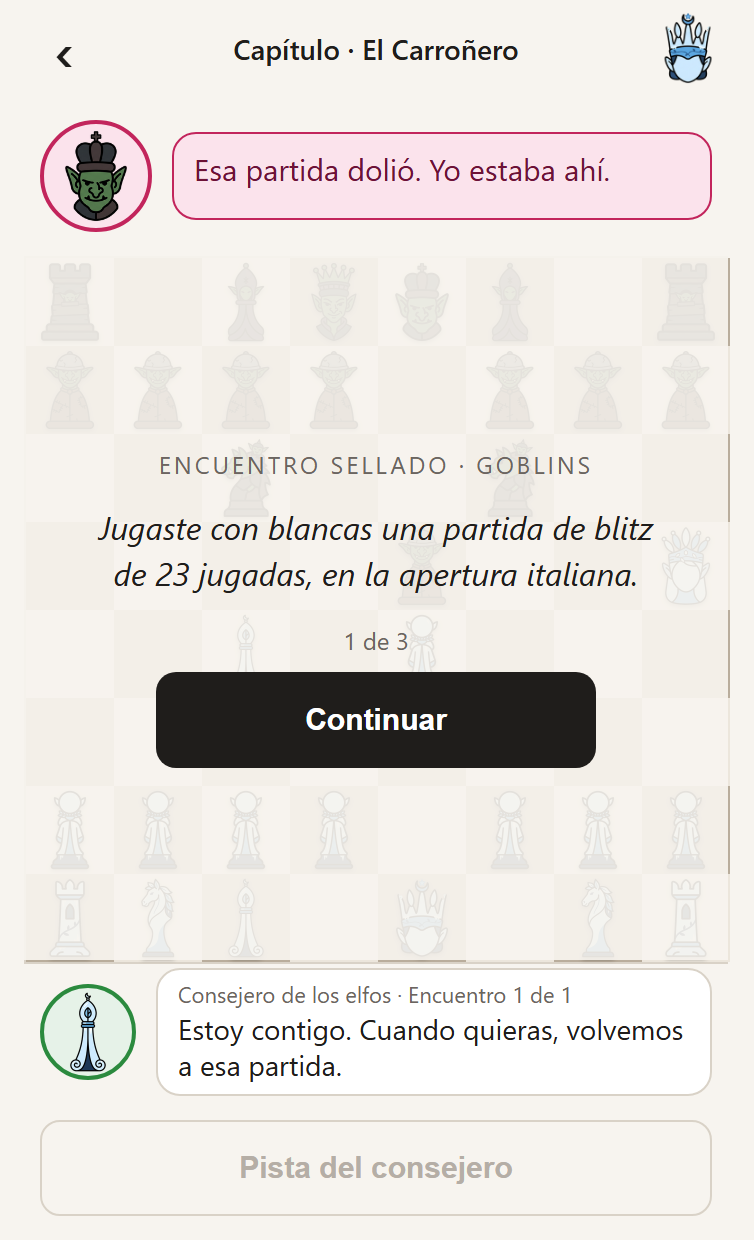 Capítulo · El Carroñero
Esa partida dolió. Yo estaba ahí.
ENCUENTRO SELLADO · GOBLINS
Jugaste con blancas una partida de blitz
de 23 jugadas, en la apertura italiana.
1 de 3
Continuar
Consejero de los elfos · Encuentro 1 de 1
Estoy contigo. Cuando quieras, volvemos
a esa partida.
Pista del consejero